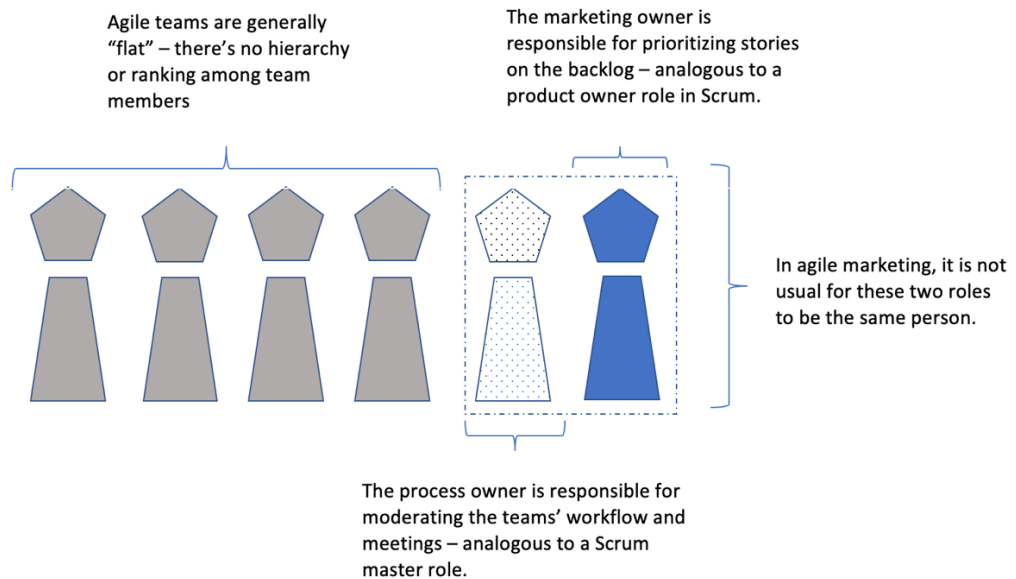 Agile teams are generally
“flat” – there’s no hierarchy
or ranking among team
members
The marketing owner is
responsible for prioritizing stories
on the backlog – analogous to a
product owner role in Scrum.
In agile marketing, it is not
usual for these two roles
to be the same person.
The process owner is responsible for
moderating the teams’ workflow and
meetings – analogous to a Scrum
master role.